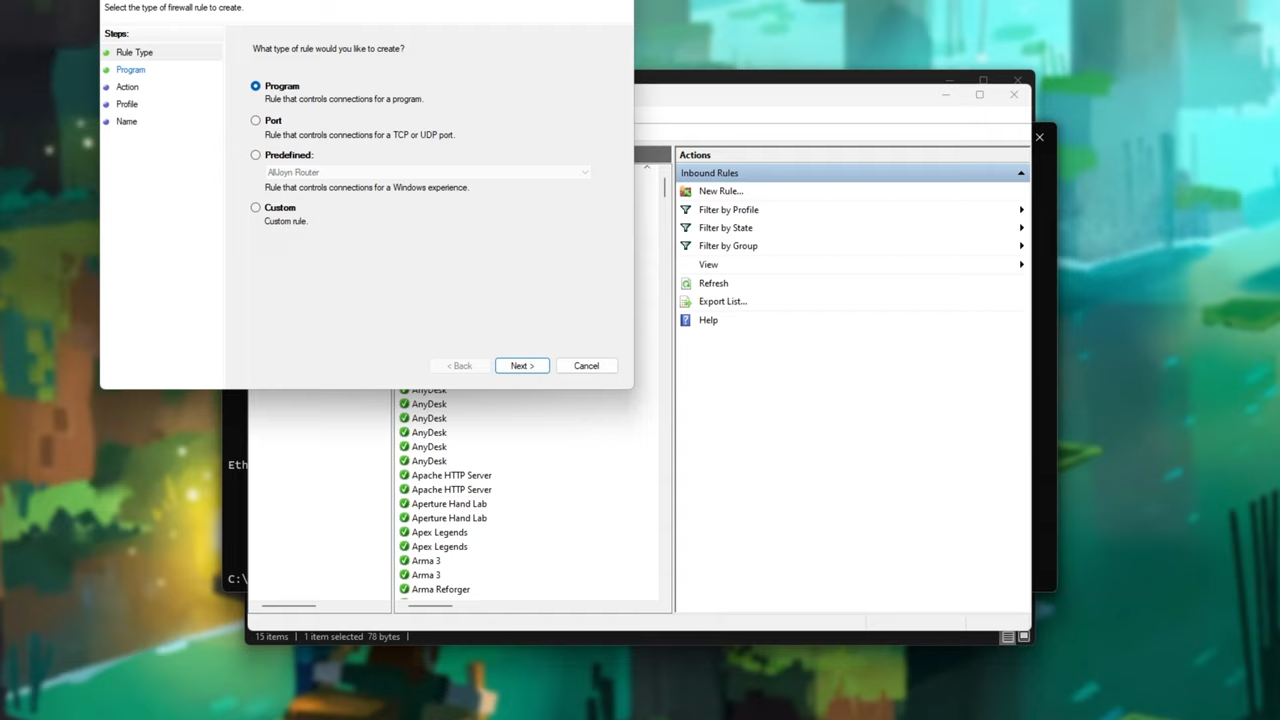 Select the type of firewall rule to create.
Steps:
Rule Type
Program
Action
Profile
Name
What type of rule would you like to create?
Program
Rule that controls connections for a program.
Port
Rule that controls connections for a TCP or UDP port.
Predefined:
AllJoyn Router
Rule that controls connections for a Windows experience.
Custom
Custom rule.
< Back
Next >
Cancel
Actions
Inbound Rules
New Rule...
Filter by Profile
Filter by State
Filter by Group
View
Refresh
Export List...
Help
AnyDesk
AnyDesk
AnyDesk
AnyDesk
AnyDesk
AnyDesk
Apache HTTP Server
Apache HTTP Server
Aperture Hand Lab
Aperture Hand Lab
Apex Legends
Apex Legends
Arma 3
Arma 3
Arma Reforger
Eth
C:\
15 items | 1 item selected 78 bytes |